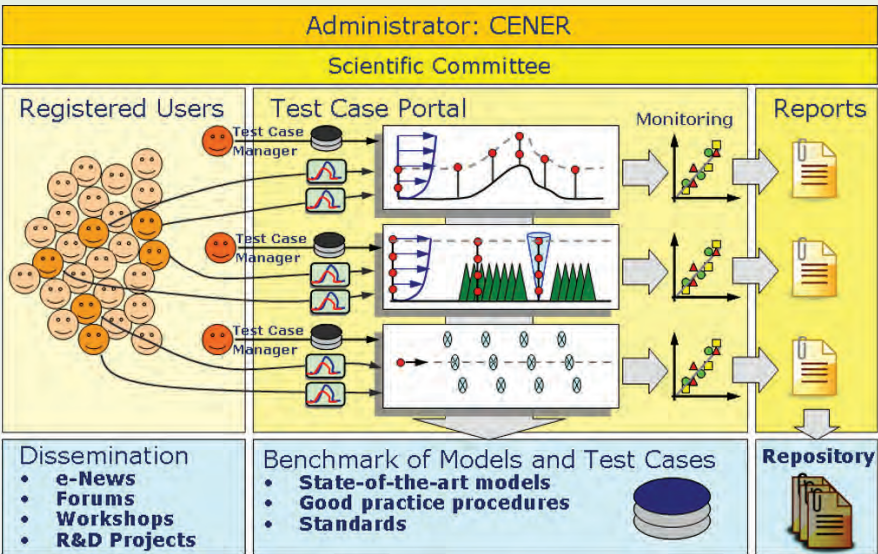 Administrator: CENER
Scientific Committee
Registered Users
Test Case Portal
Monitoring
Reports
Test Case
Manager
Test Case
Manager
Test Case
Manager
Dissemination
• e-News
• Forums
• Workshops
• R&D Projects
Benchmark of Models and Test Cases
• State-of-the-art models
• Good practice procedures
• Standards
Repository